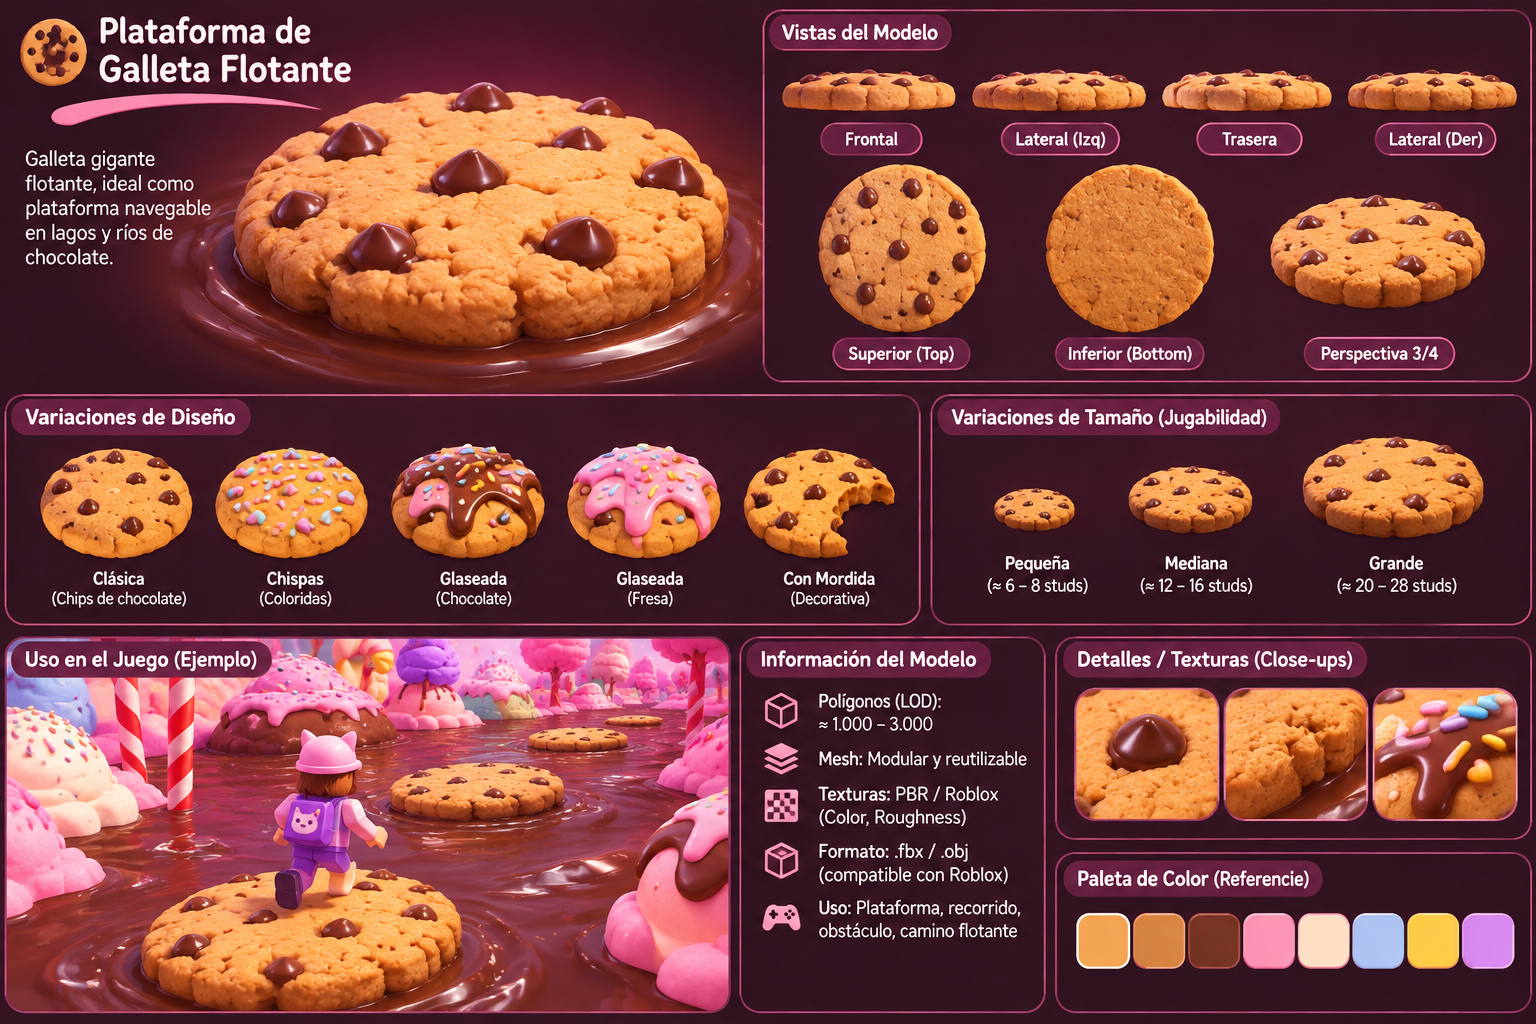 Plataforma de
Galleta Flotante
Galleta gigante
flotante, ideal como
plataforma navegable
en lagos y ríos de
chocolate.
Vistas del Modelo
Frontal
Lateral (Izq)
Trasera
Lateral (Der)
Superior (Top)
Inferior (Bottom)
Perspectiva 3/4
Variaciones de Diseño
Clásica
(Chips de chocolate)
Chispas
(Coloridas)
Glaseada
(Chocolate)
Glaseada
(Fresa)
Con Mordida
(Decorativa)
Variaciones de Tamaño (Jugabilidad)
Pequeña
(≈ 6 – 8 studs)
Mediana
(≈ 12 – 16 studs)
Grande
(≈ 20 – 28 studs)
Uso en el Juego (Ejemplo)
Información del Modelo
Polígonos (LOD):
≈ 1.000 – 3.000
Mesh: Modular y reutilizable
Texturas: PBR / Roblox
(Color, Roughness)
Formato: .fbx / .obj
(compatible con Roblox)
Uso: Plataforma, recorrido,
obstáculo, camino flotante
Detalles / Texturas (Close-ups)
Paleta de Color (Referencie)